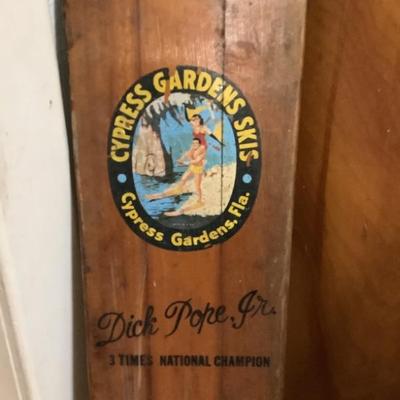 CYPRESS GARDENS SKIS
Cypress Gardens, Fla.
Dick Pope, Jr.
3 TIMES NATIONAL CHAMPION